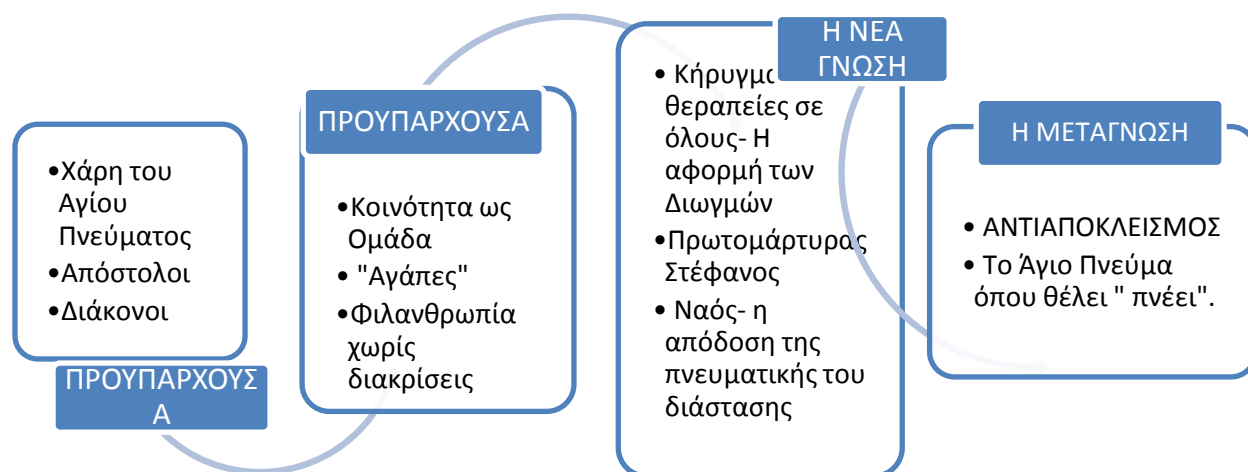 •Χάρη του
Αγίου
Πνεύματος
•Απόστολοι
•Διάκονοι
ΠΡΟΥΠΑΡΧΟΥΣ
Α
ΠΡΟΥΠΑΡΧΟΥΣΑ
•Κοινότητα ως
Ομάδα
• "Αγάπες"
•Φιλανθρωπία
χωρίς
διακρίσεις
Η ΝΕΑ
ΓΝΩΣΗ
• 
θεραπείες σε
όλους- Η
αφορμή των
Διωγμών
•Πρωτομάρτυρας
Στέφανος
• Ναός- η
απόδοση της
πνευματικής του
διάστασης
Η ΜΕΤΑΓΝΩΣΗ
• ΑΝΤΙΑΠΟΚΛΕΙΣΜΟΣ
• Το Άγιο Πνεύμα
όπου θέλει " πνέει".